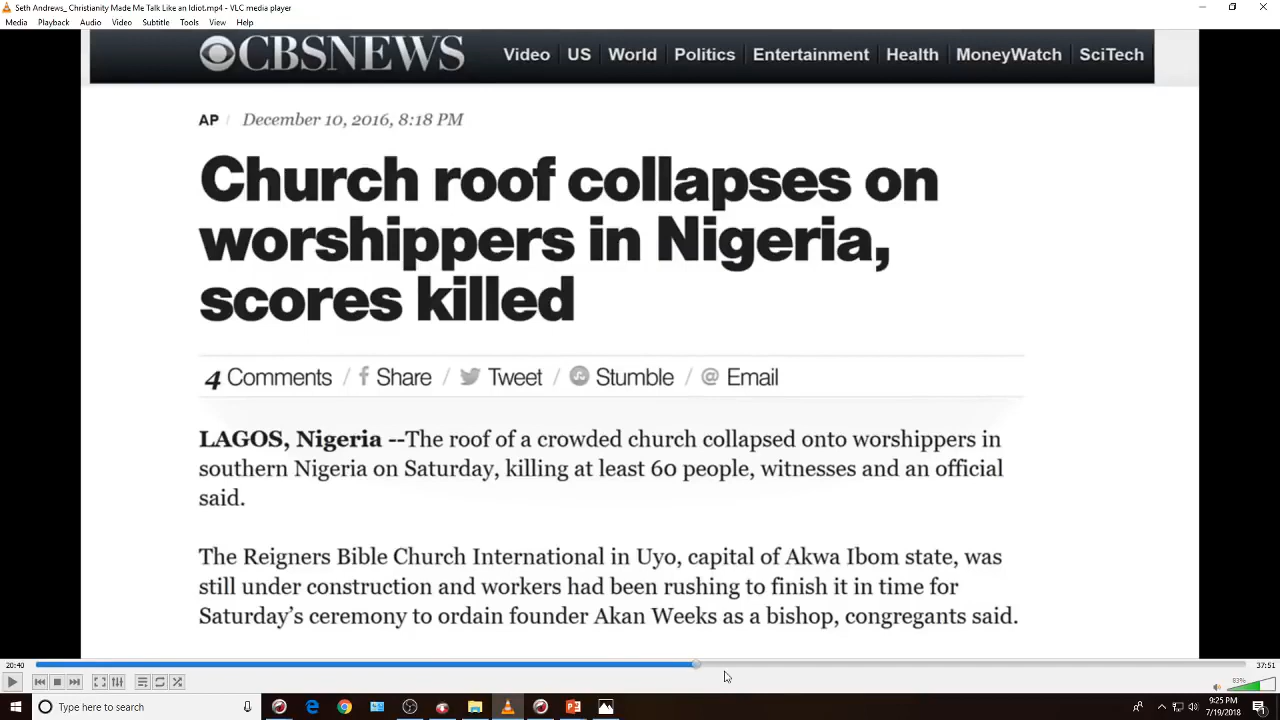 Seth Andrews_ Christianity Made Me Talk Like an Idiot.mp4 - VLC media player
Media Playback Audio Video Subtitle Tools View Help
CBSNEWS Video US World Politics Entertainment Health MoneyWatch SciTech
AP / December 10, 2016, 8:18 PM
Church roof collapses on
worshippers in Nigeria,
scores killed
4 Comments / f Share / Tweet / Stumble / @ Email
LAGOS, Nigeria --The roof of a crowded church collapsed onto worshippers in
southern Nigeria on Saturday, killing at least 60 people, witnesses and an official
said.
The Reigners Bible Church International in Uyo, capital of Akwa Ibom state, was
still under construction and workers had been rushing to finish it in time for
Saturday's ceremony to ordain founder Akan Weeks as a bishop, congregants said.
20:40 37:51
83%
Type here to search
9:25 PM
7/19/2018